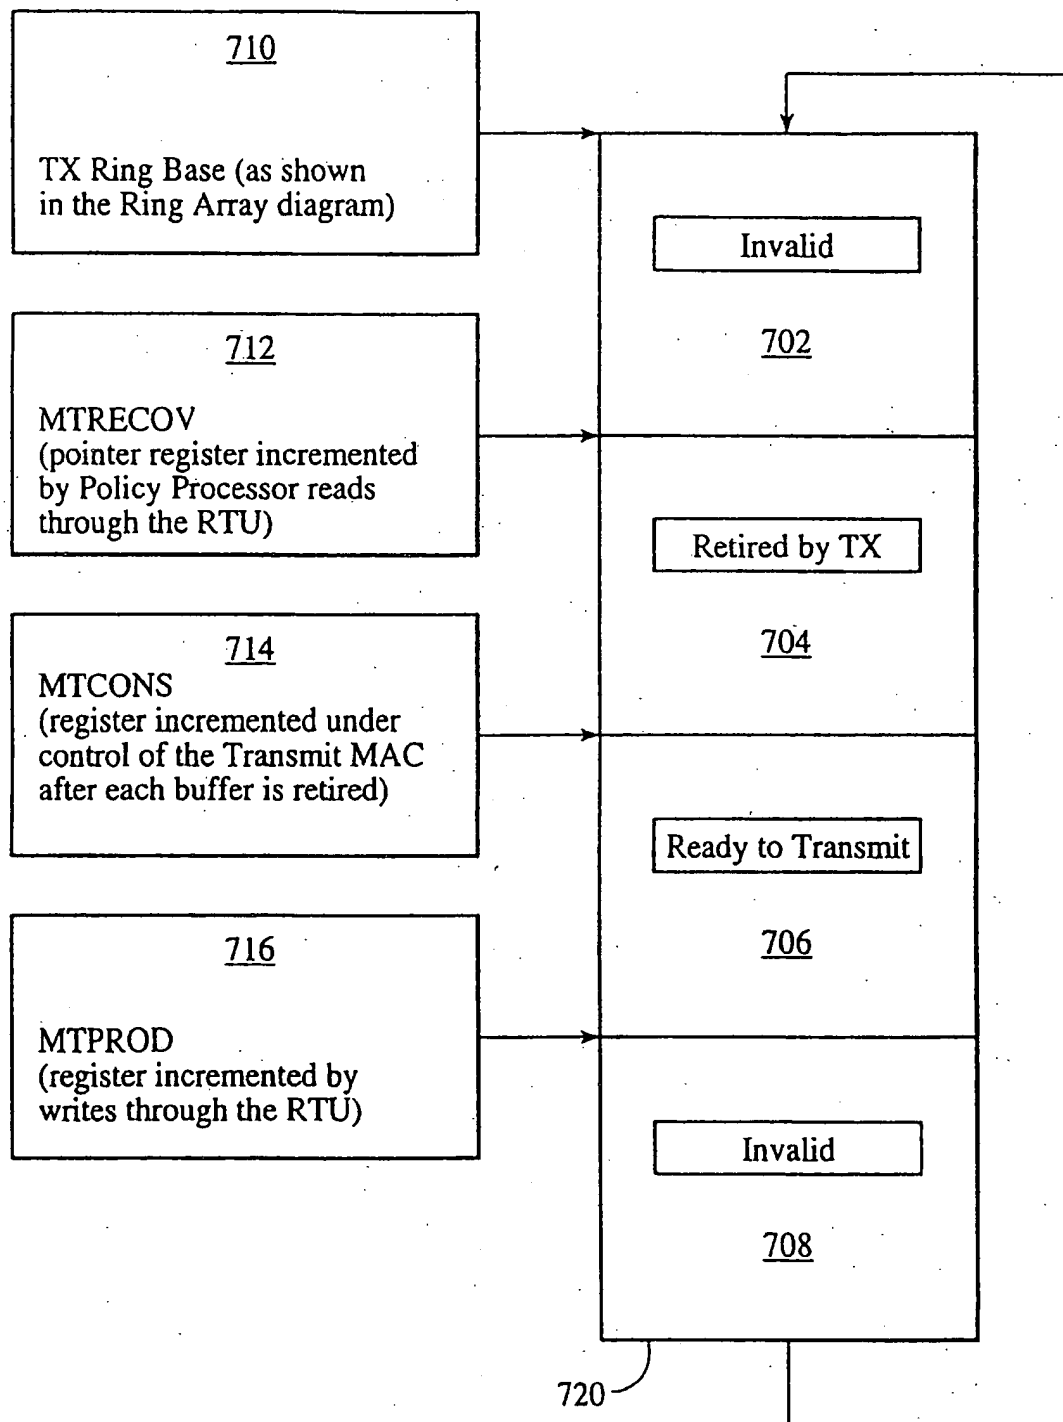 710
TX Ring Base (as shown
in the Ring Array diagram)
712
MTRECOV
(pointer register incremented
by Policy Processor reads
through the RTU)
714
MTCONS
(register incremented under
control of the Transmit MAC
after each buffer is retired)
716
MTPROD
(register incremented by
writes through the RTU)
Invalid
702
Retired by TX
704
Ready to Transmit
706
Invalid
708
720